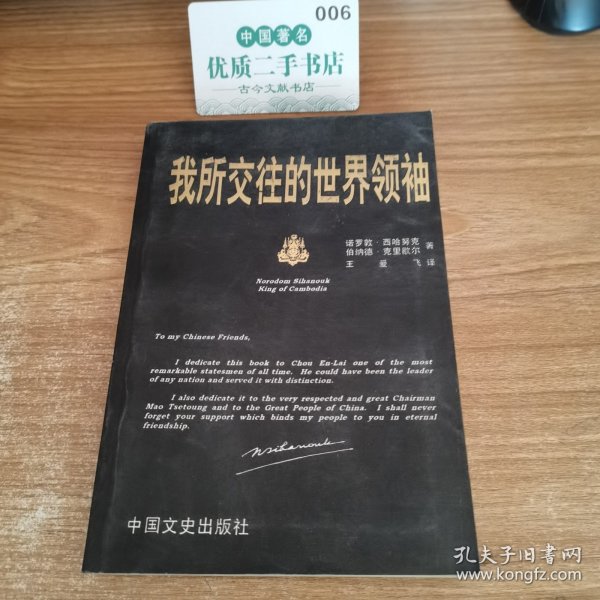 006
中国著名
优质二手书店
古今文献书店
我所交往的世界领袖
诺罗敦·西哈努克
伯纳德·克里歇尔 著
王爱飞 译
Norodom Sihanouk
King of Cambodia
To my Chinese Friends,
I dedicate this book to Chou En-Lai one of the most
remarkable statesmen of all time. He could have been the leader
of any nation and served it with distinction.
I also dedicate it to the very respected and great Chairman
Mao Tsetoung and to the Great People of China. I shall never
forget your support which binds my people to you in eternal
friendship.
NSihanouk
中国文史出版社
孔夫子旧书网
www.kongfz.com